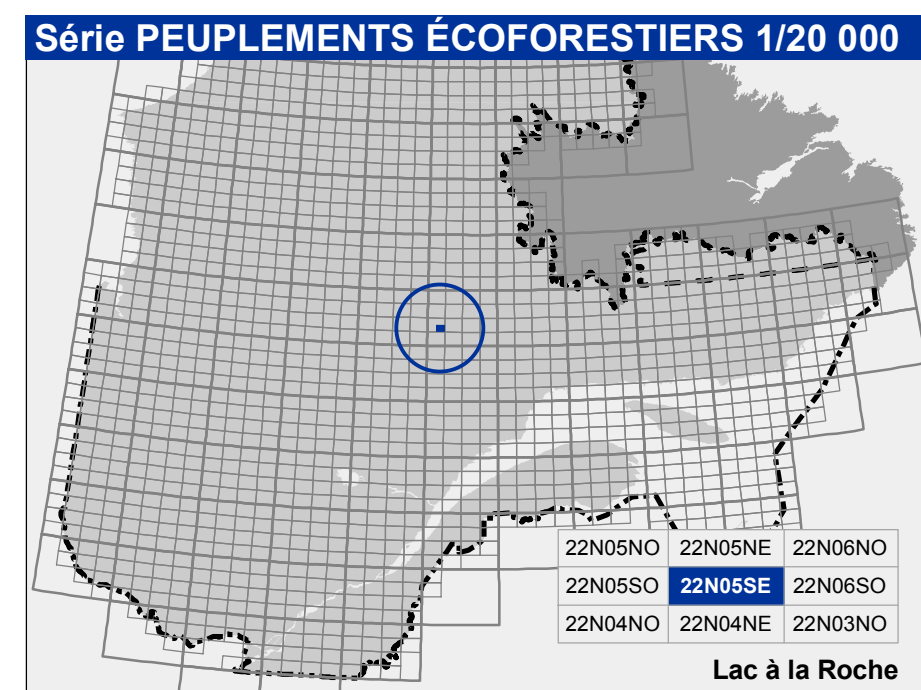 Série PEUPLEMENTS ÉCOFORESTIERS 1/20 000
22N05NO 22N05NE 22N06NO
22N05SO 22N05SE 22N06SO
22N04NO 22N04NE 22N03NO
Lac à la Roche